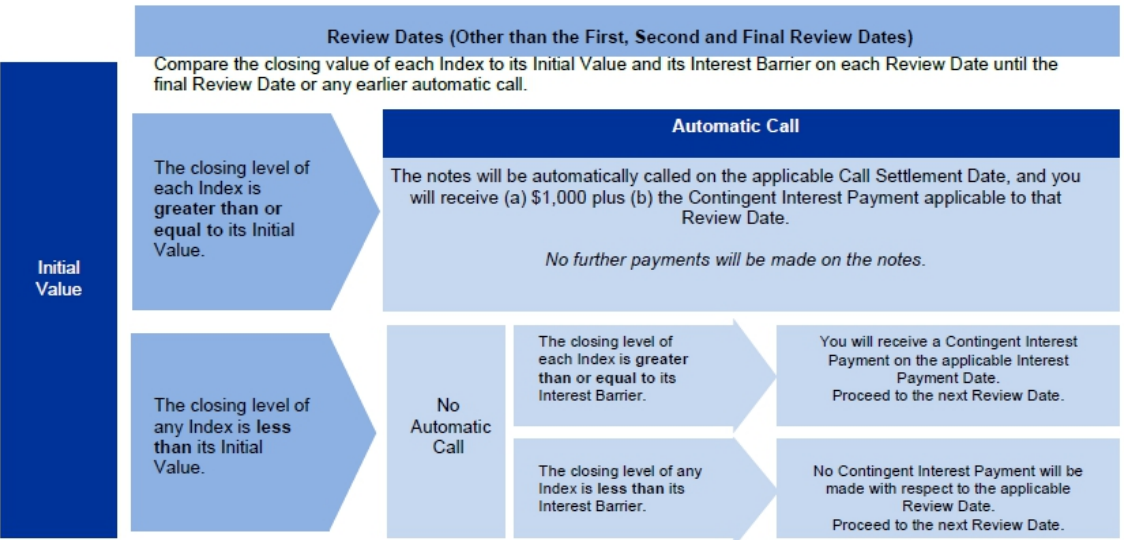 Review Dates (Other than the First, Second and Final Review Dates)
Compare the closing value of each Index to its Initial Value and its Interest Barrier on each Review Date until the
final Review Date or any earlier automatic call.
Initial
Value
The closing level of
each Index is
greater than or
equal to its Initial
Value.
Automatic Call
The notes will be automatically called on the applicable Call Settlement Date, and you
will receive (a) $1,000 plus (b) the Contingent Interest Payment applicable to that
Review Date.
No further payments will be made on the notes.
The closing level of
any Index is less
than its Initial
Value.
No
Automatic
Call
The closing level of
each Index is greater
than or equal to its
Interest Barrier.
You will receive a Contingent Interest
Payment on the applicable Interest
Payment Date.
Proceed to the next Review Date.
The closing level of any
Index is less than its
Interest Barrier.
No Contingent Interest Payment will be
made with respect to the applicable
Review Date.
Proceed to the next Review Date.